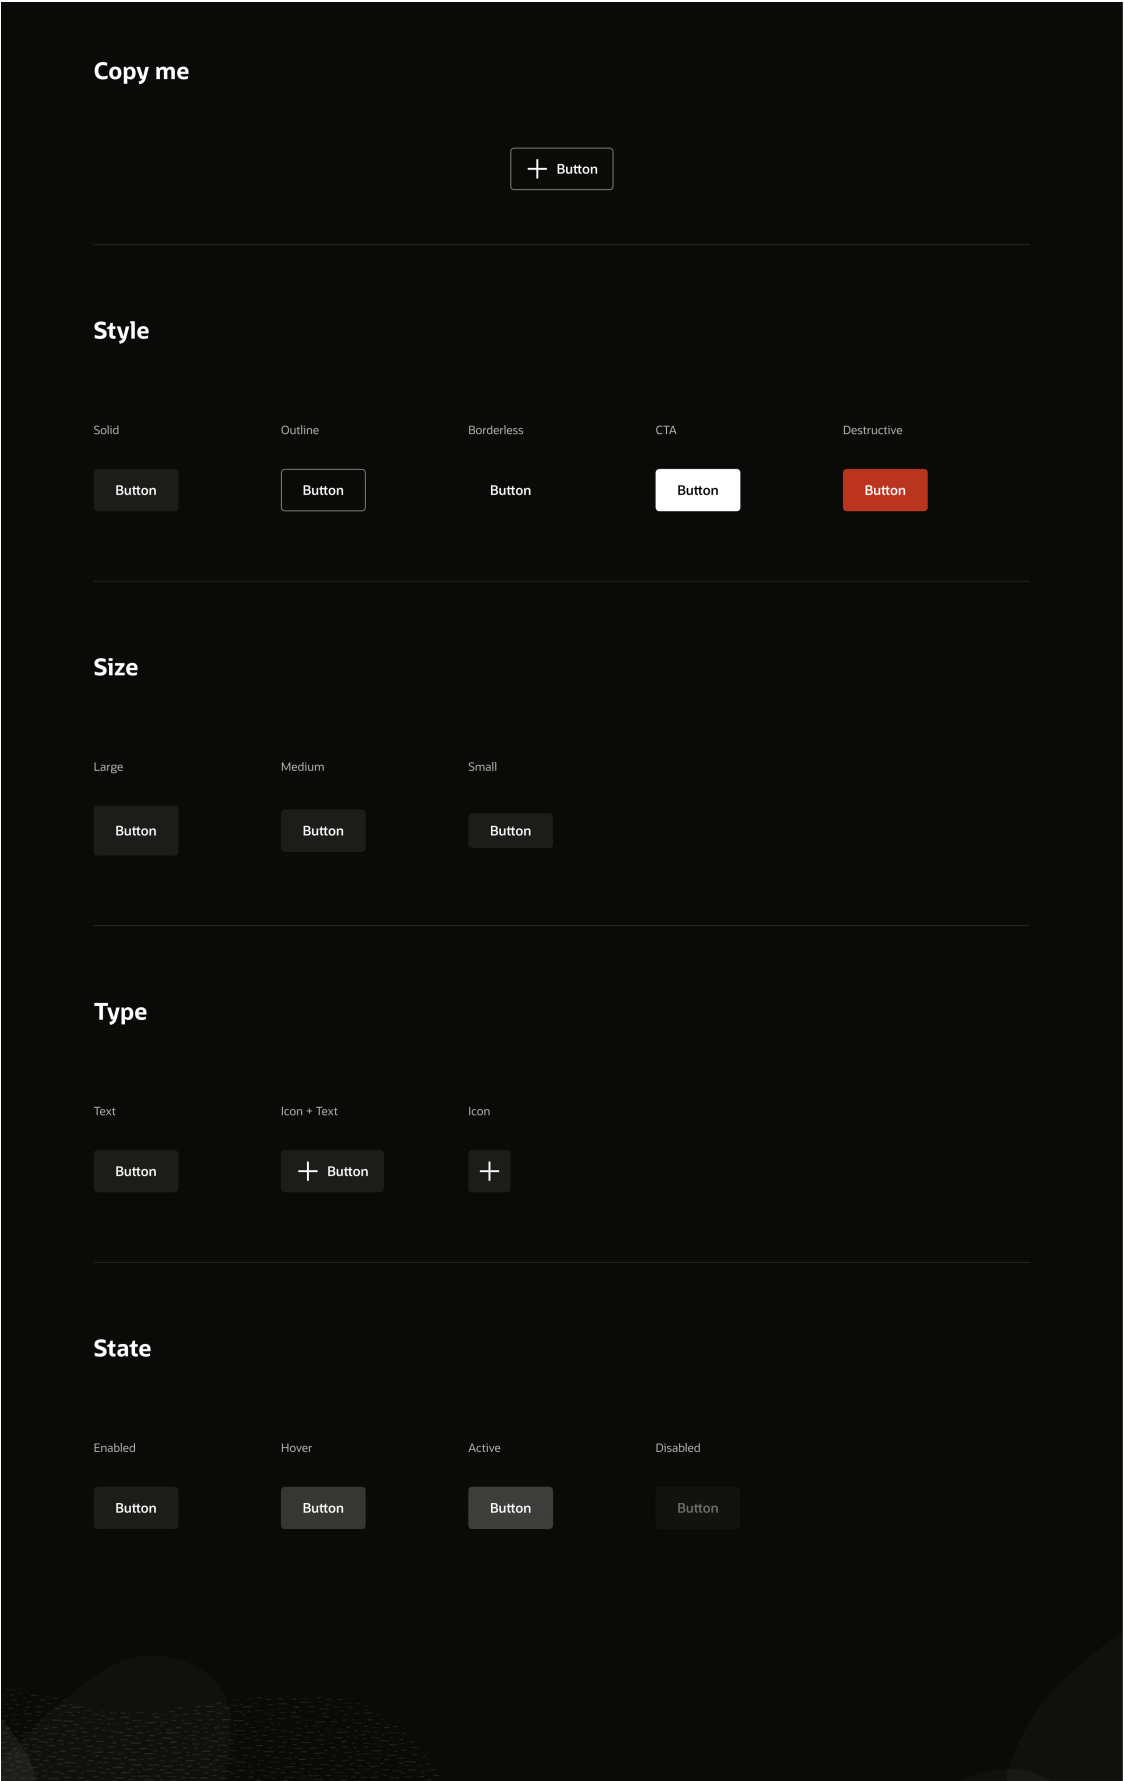 Copy me
Button
Style
Solid Outline Borderless CTA Destructive
Button Button Button Button Button
Size
Large Medium Small
Button Button Button
Type
Text Icon + Text Icon
Button Button
State
Enabled Hover Active Disabled
Button Button Button Button